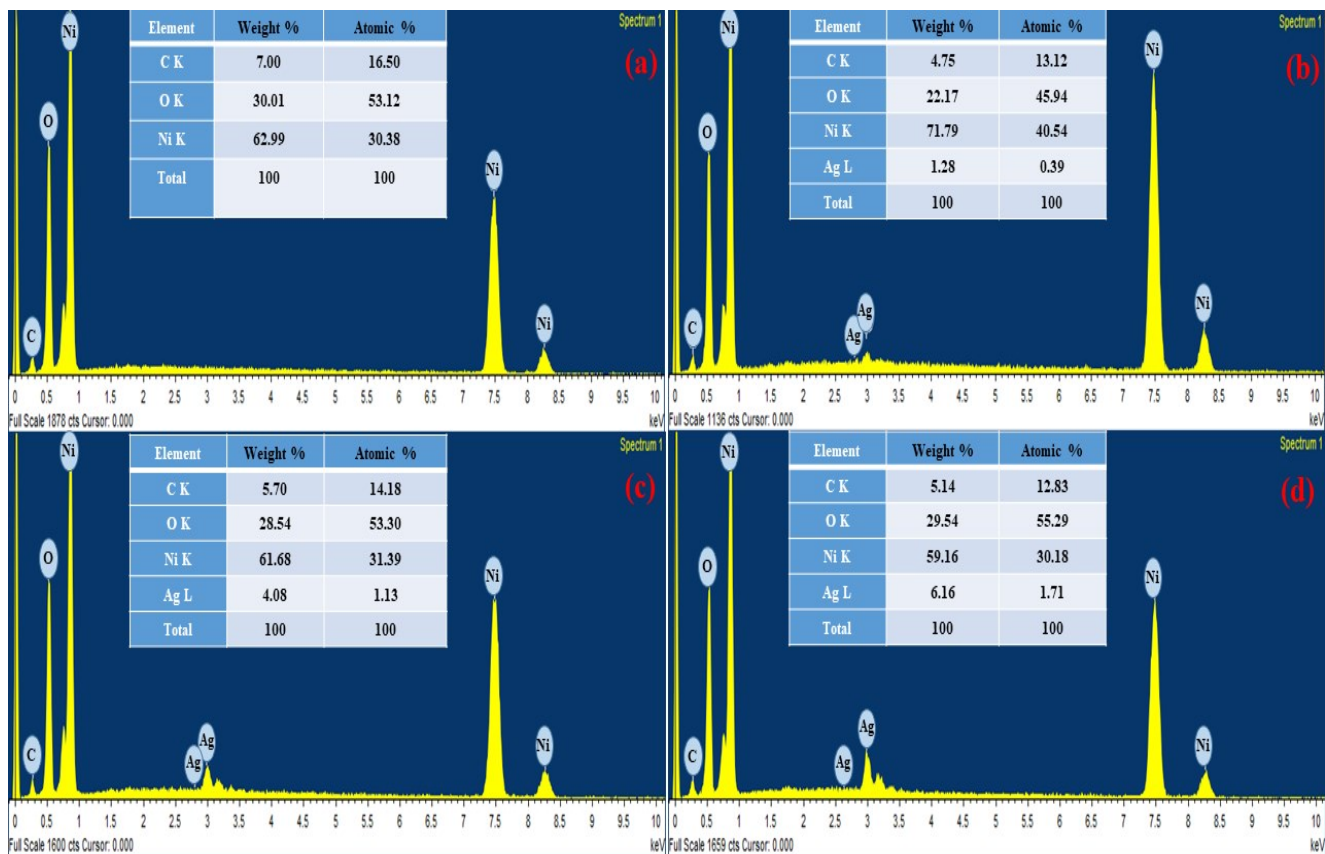 Element Weight % Atomic %
C K 7.00 16.50
O K 30.01 53.12
Ni K 62.99 30.38
Total 100 100
Spectrum 1
(a)
Ni
O
C
Ni
Ni
0 0.5 1 1.5 2 2.5 3 3.5 4 4.5 5 5.5 6 6.5 7 7.5 8 8.5 9 9.5 10
Full Scale 1878 cts Cursor: 0.000 keV
Element Weight % Atomic %
C K 4.75 13.12
O K 22.17 45.94
Ni K 71.79 40.54
Ag L 1.28 0.39
Total 100 100
Spectrum 1
(b)
Ni
O
C
Ag
Ag
Ni
Ni
0 0.5 1 1.5 2 2.5 3 3.5 4 4.5 5 5.5 6 6.5 7 7.5 8 8.5 9 9.5 10
Full Scale 1136 cts Cursor: 0.000 keV
Element Weight % Atomic %
C K 5.70 14.18
O K 28.54 53.30
Ni K 61.68 31.39
Ag L 4.08 1.13
Total 100 100
Spectrum 1
(c)
Ni
O
C
Ag
Ag
Ni
Ni
0 0.5 1 1.5 2 2.5 3 3.5 4 4.5 5 5.5 6 6.5 7 7.5 8 8.5 9 9.5 10
Full Scale 1600 cts Cursor: 0.000 keV
Element Weight % Atomic %
C K 5.14 12.83
O K 29.54 55.29
Ni K 59.16 30.18
Ag L 6.16 1.71
Total 100 100
Spectrum 1
(d)
Ni
O
C
Ag
Ag
Ni
Ni
0 0.5 1 1.5 2 2.5 3 3.5 4 4.5 5 5.5 6 6.5 7 7.5 8 8.5 9 9.5 10
Full Scale 1659 cts Cursor: 0.000 keV